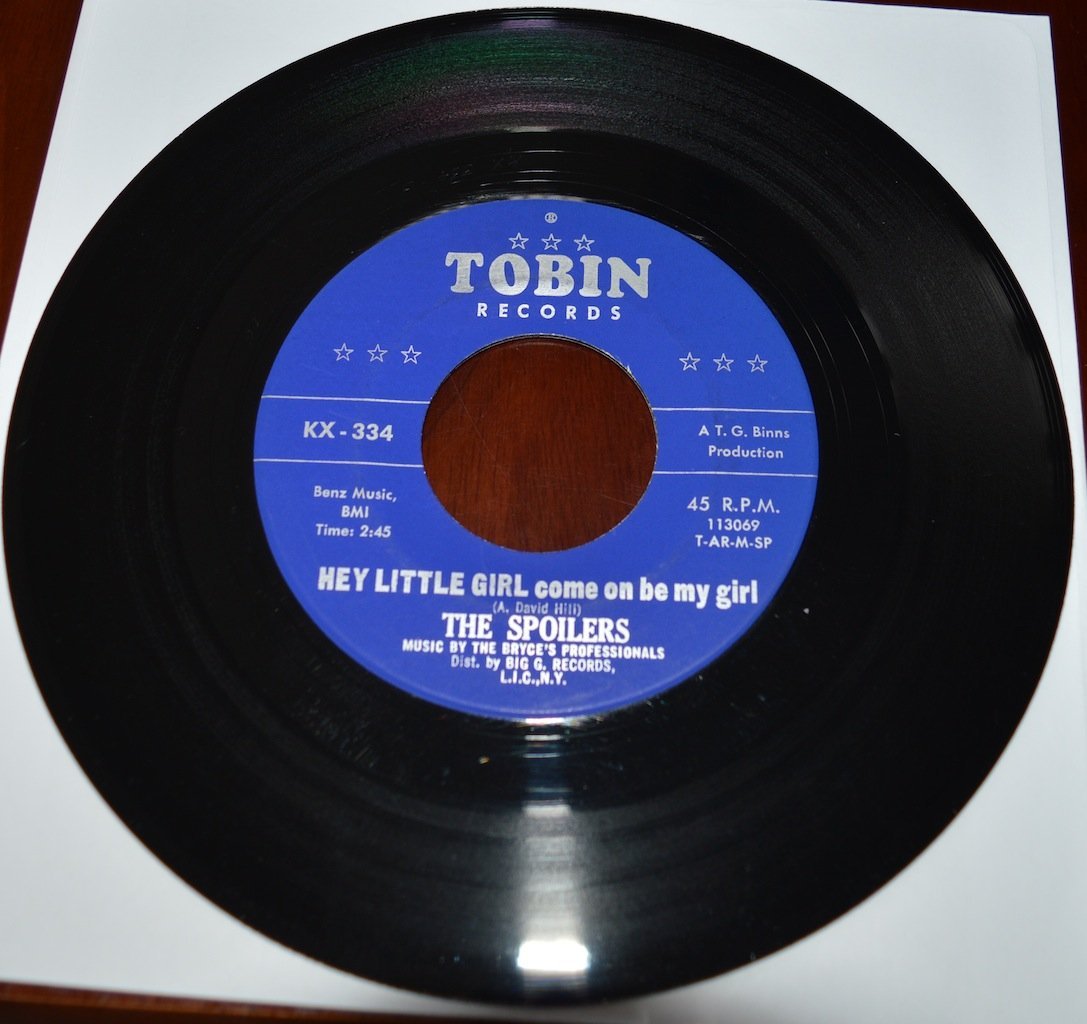 ®
TOBIN
RECORDS
KX-334
A T. G. Binns
Production
Benz Music,
BMI
Time: 2:45
45 R.P.M.
113069
T-AR-M-SP
HEY LITTLE GIRL come on be my girl
(A. David Hill)
THE SPOILERS
MUSIC BY THE BRYCE'S PROFESSIONALS
Dist. by BIG G. RECORDS,
L.I.C.,N.Y.